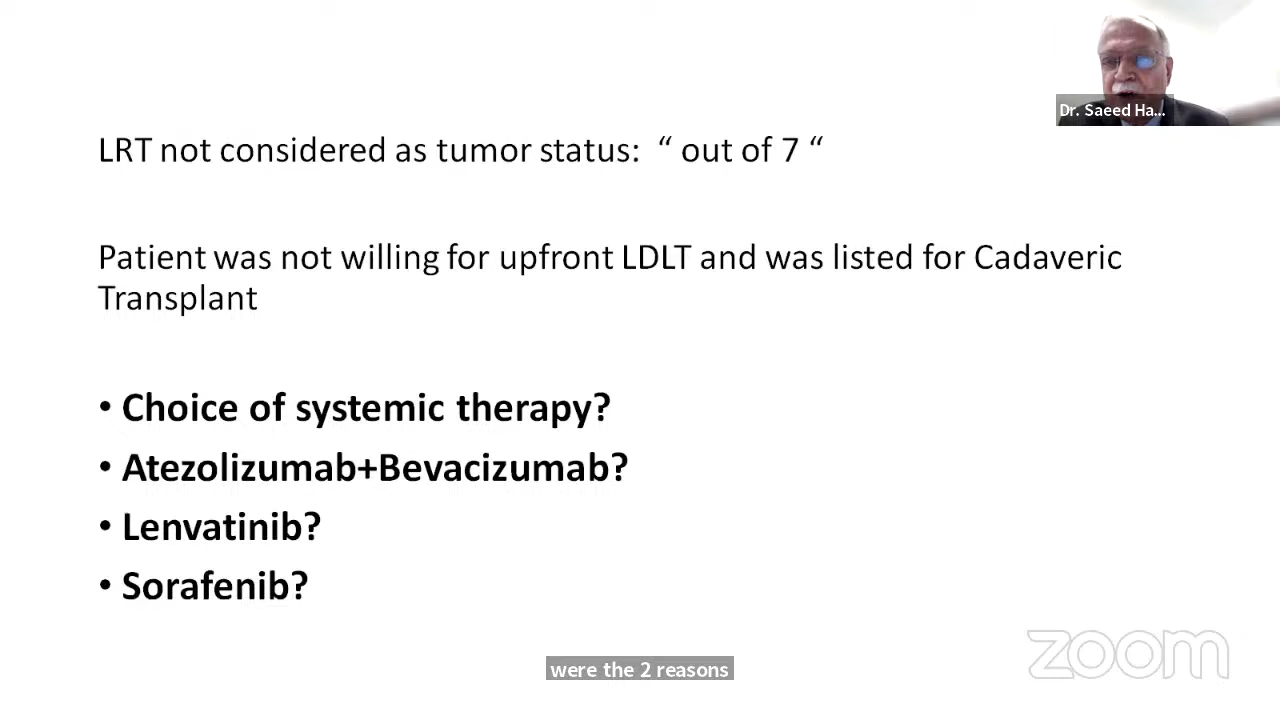 Dr. Saeed Ha...
LRT not considered as tumor status: “ out of 7 “
Patient was not willing for upfront LDLT and was listed for Cadaveric
Transplant
• Choice of systemic therapy?
• Atezolizumab+Bevacizumab?
• Lenvatinib?
• Sorafenib?
zoom
were the 2 reasons